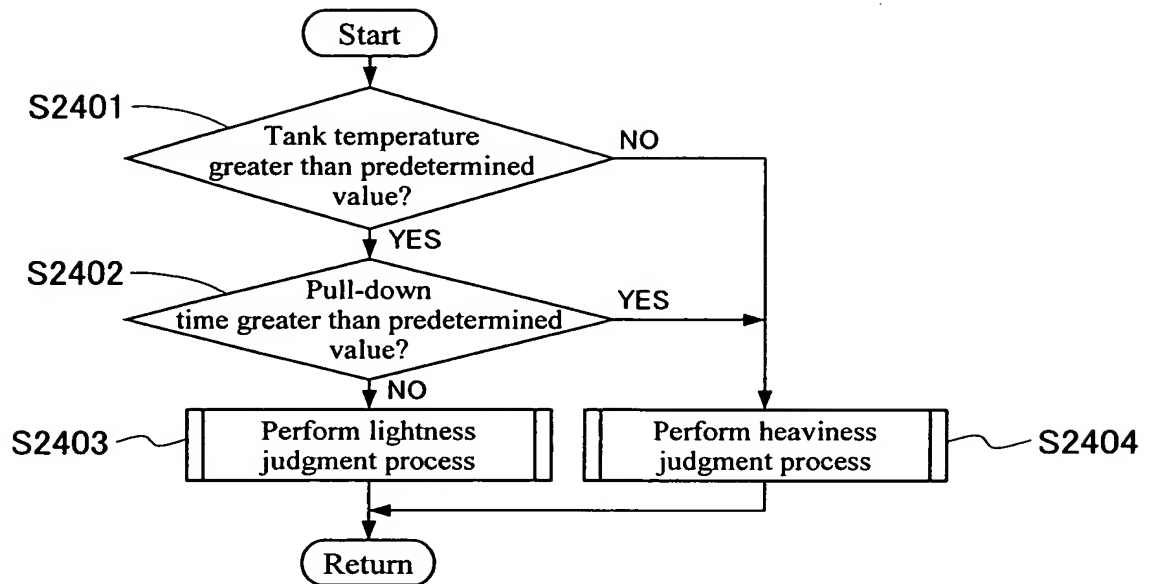 Start
S2401
Tank temperature
greater than predetermined
value?
NO
YES
S2402
Pull-down
time greater than predetermined
value?
YES
NO
S2403
Perform lightness
judgment process
Perform heaviness
judgment process
S2404
Return